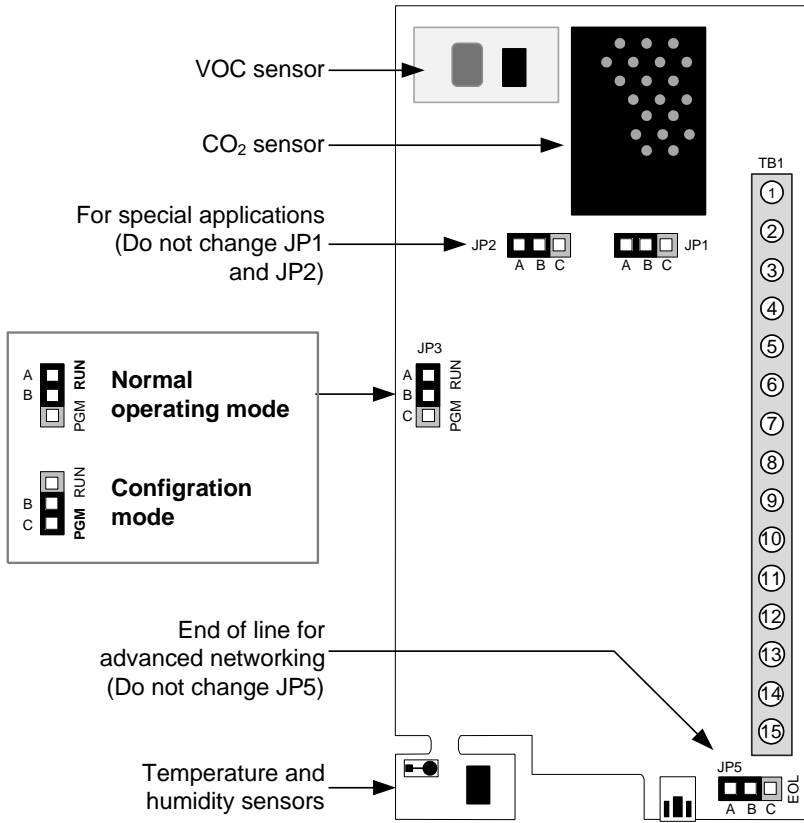 VOC sensor
CO₂ sensor
TB1
1
2
3
4
5
6
7
8
9
10
11
12
13
14
15
For special applications
(Do not change JP1
and JP2)
JP2
A B C
JP1
A B C
JP3
A
B
C
RUN
PGM
A
B
RUN
PGM
Normal
operating mode
B
C
RUN
PGM
Configration
mode
End of line for
advanced networking
(Do not change JP5)
JP5
A B C
EOL
Temperature and
humidity sensors